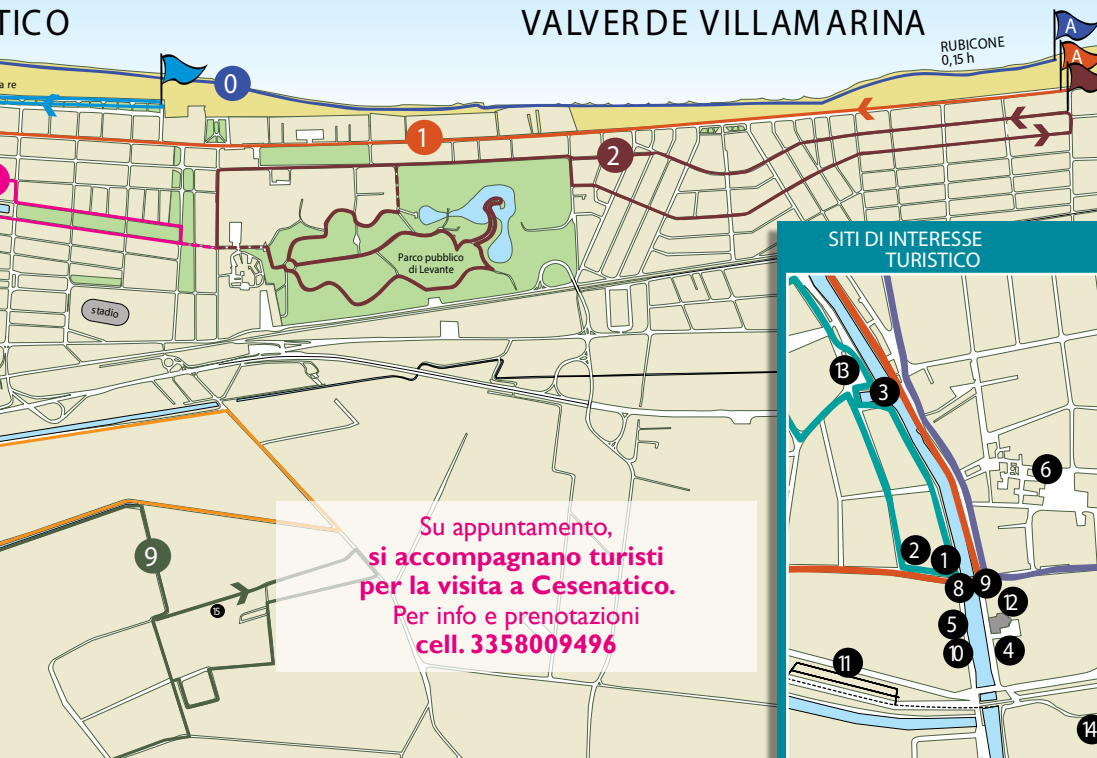 TICO
VALVERDE VILLAMARINA
A
A
RUBICONE
0,15 h
a re
0
1
2
Parco pubblico
di Levante
stadio
9
15
Su appuntamento,
si accompagnano turisti
per la visita a Cesenatico.
Per info e prenotazioni
cell. 3358009496
SITI DI INTERESSE
TURISTICO
13
3
6
2
1
8
9
12
5
10
4
11
14